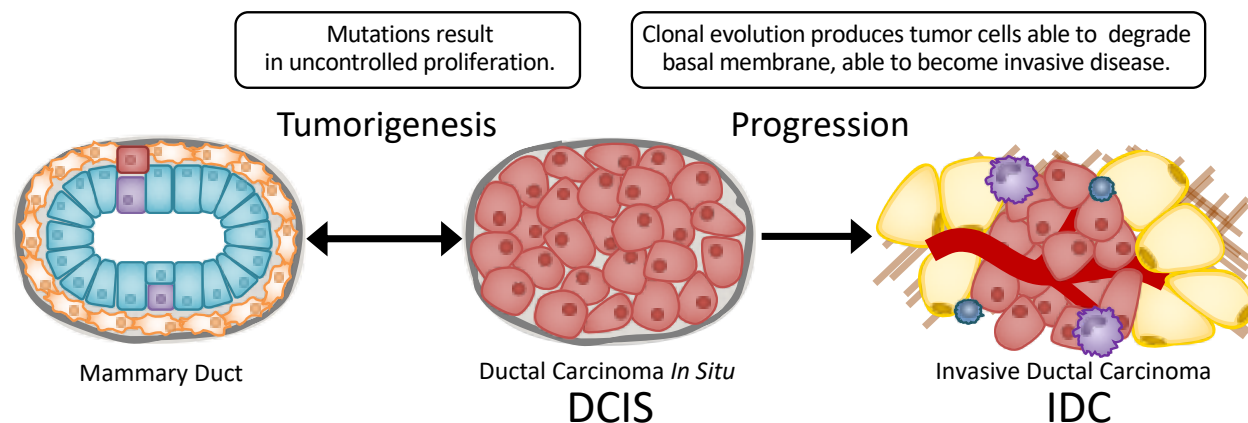 Mutations result
in uncontrolled proliferation.
Clonal evolution produces tumor cells able to  degrade
basal membrane, able to become invasive disease.
Tumorigenesis
Progression
Mammary Duct
Ductal Carcinoma In Situ
DCIS
Invasive Ductal Carcinoma
IDC